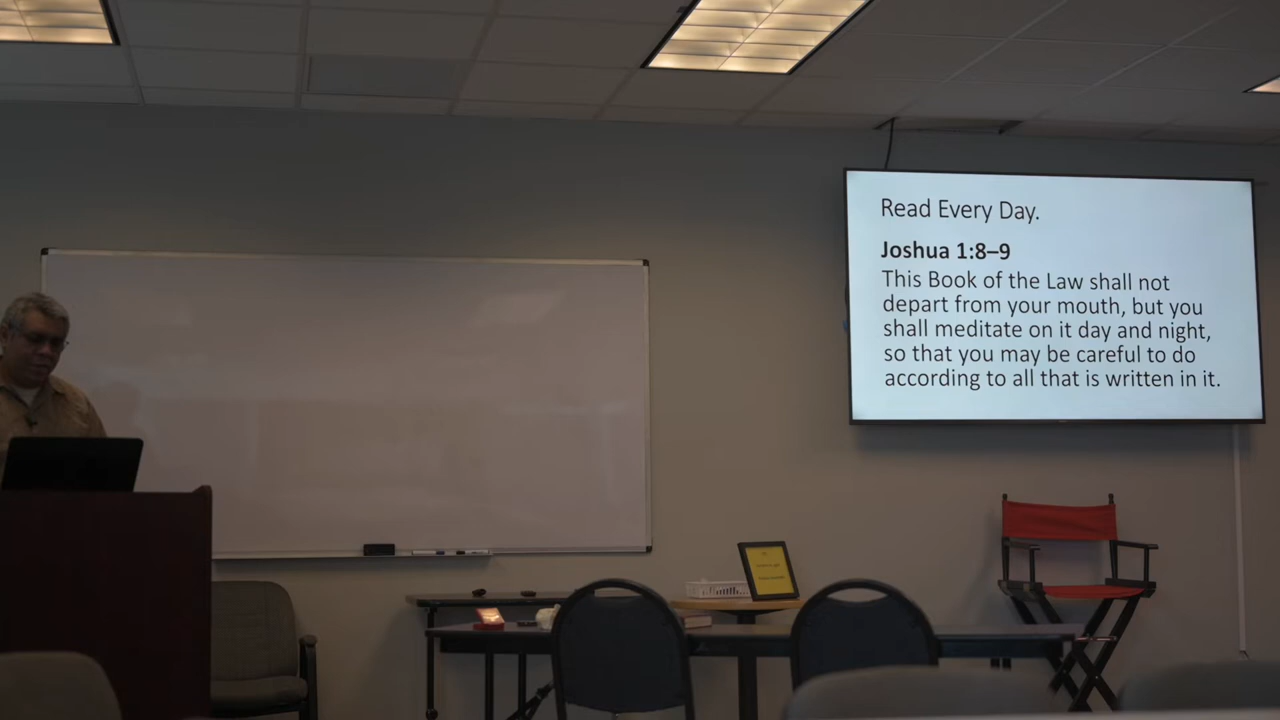 Read Every Day.
Joshua 1:8–9
This Book of the Law shall not
depart from your mouth, but you
shall meditate on it day and night,
so that you may be careful to do
according to all that is written in it.